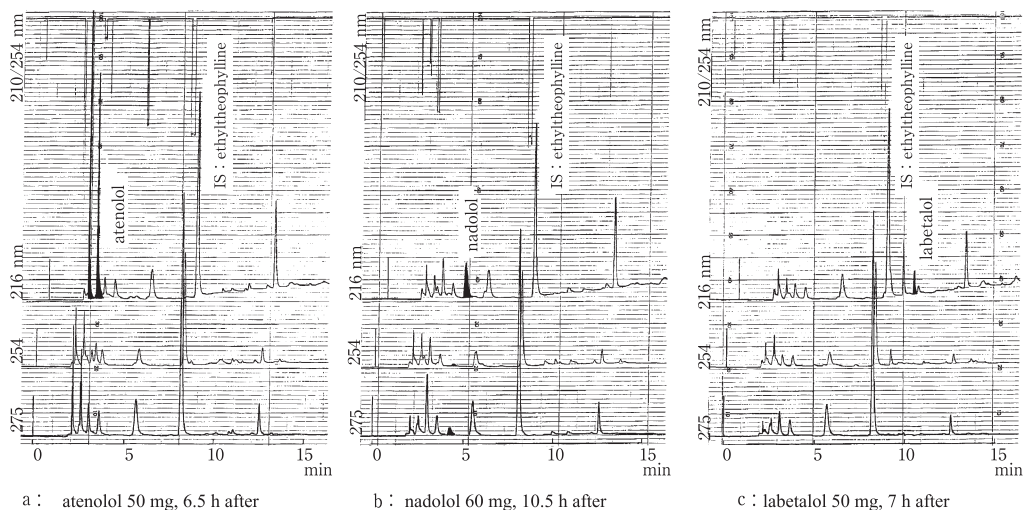 210/254 nm
IS : ethyltheophylline
atenolol
216 nm
254
275
0 5 10 15
min
a : atenolol 50 mg, 6.5 h after
210/254 nm
IS : ethyltheophylline
nadolol
216 nm
254
275
0 5 10 15
min
b : nadolol 60 mg, 10.5 h after
210/254 nm
IS : ethyltheophylline
labetalol
216 nm
254
275
0 5 10 15
min
c : labetalol 50 mg, 7 h after